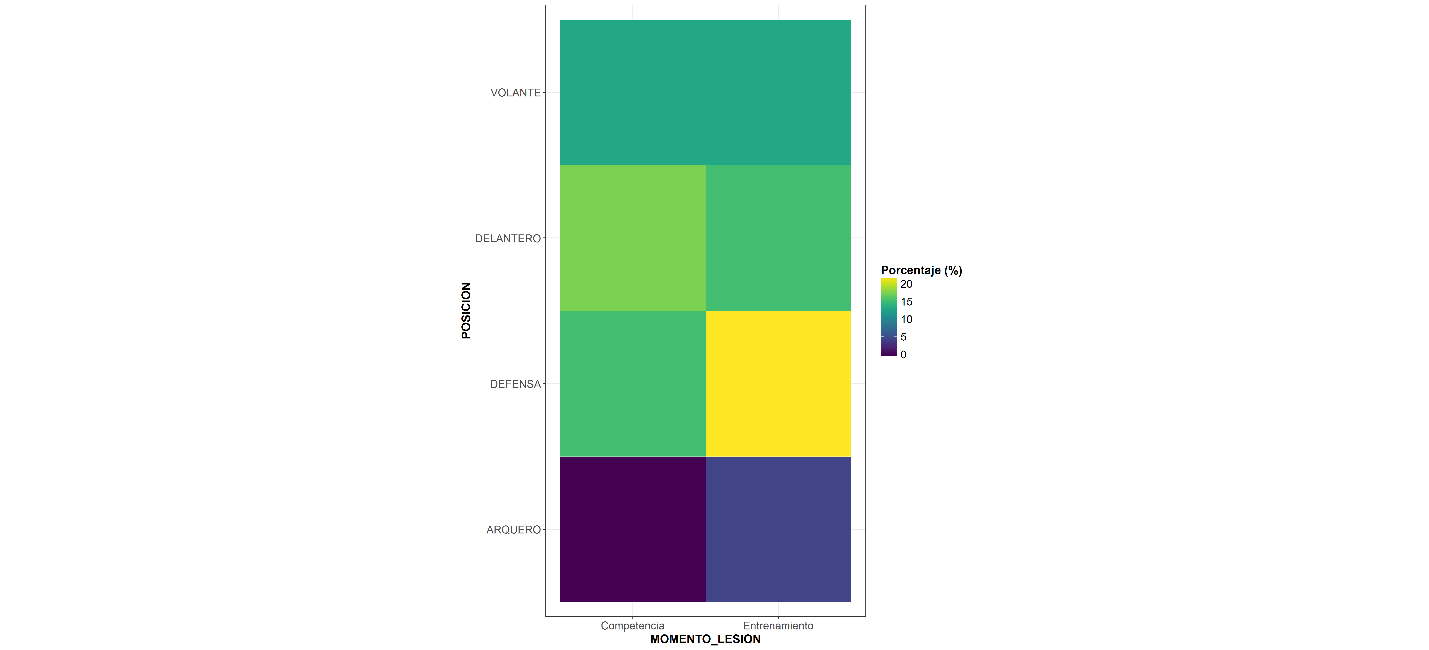 VOLANTE
DELANTERO
DEFENSA
ARQUERO
POSICION
Competencia
Entrenamiento
MOMENTO_LESION
Porcentaje (%)
20
15
10
5
0